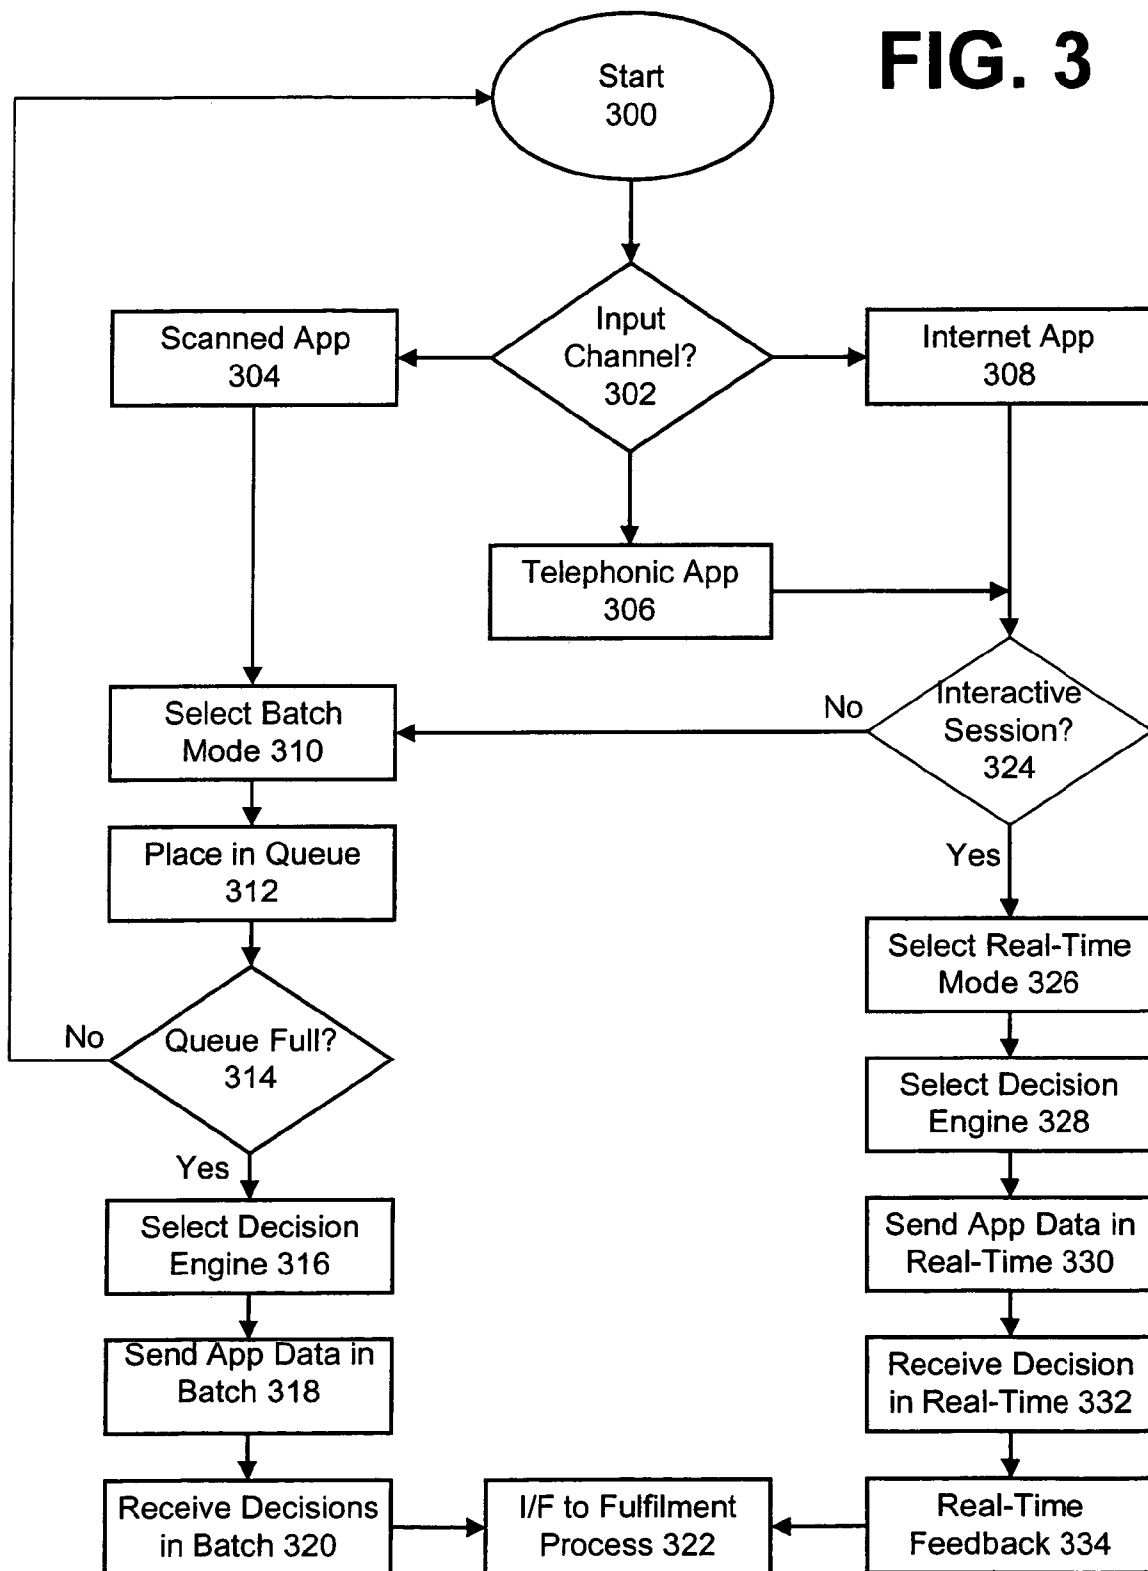 FIG. 3
Start
300
Input
Channel?
302
Scanned App
304
Internet App
308
Telephonic App
306
Select Batch
Mode 310
No
Interactive
Session?
324
Place in Queue
312
Yes
Select Real-Time
Mode 326
No
Queue Full?
314
Select Decision
Engine 328
Yes
Select Decision
Engine 316
Send App Data in
Real-Time 330
Send App Data in
Batch 318
Receive Decision
in Real-Time 332
Receive Decisions
in Batch 320
I/F to Fulfilment
Process 322
Real-Time
Feedback 334